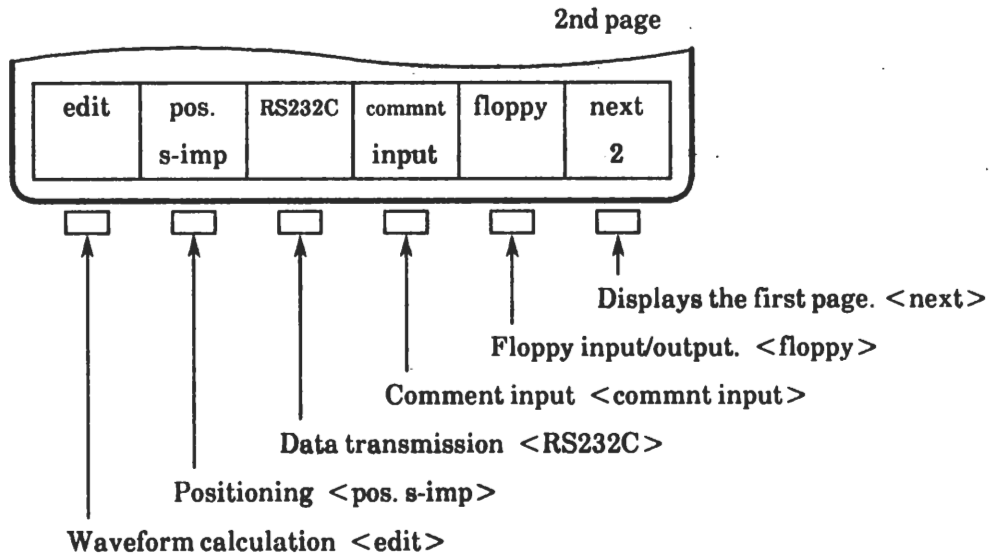 2nd page
edit
pos.
s-imp
RS232C
commnt
input
floppy
next
2
Displays the first page. <next>
Floppy input/output. <floppy>
Comment input <commnt input>
Data transmission <RS232C>
Positioning <pos. s-imp>
Waveform calculation <edit>